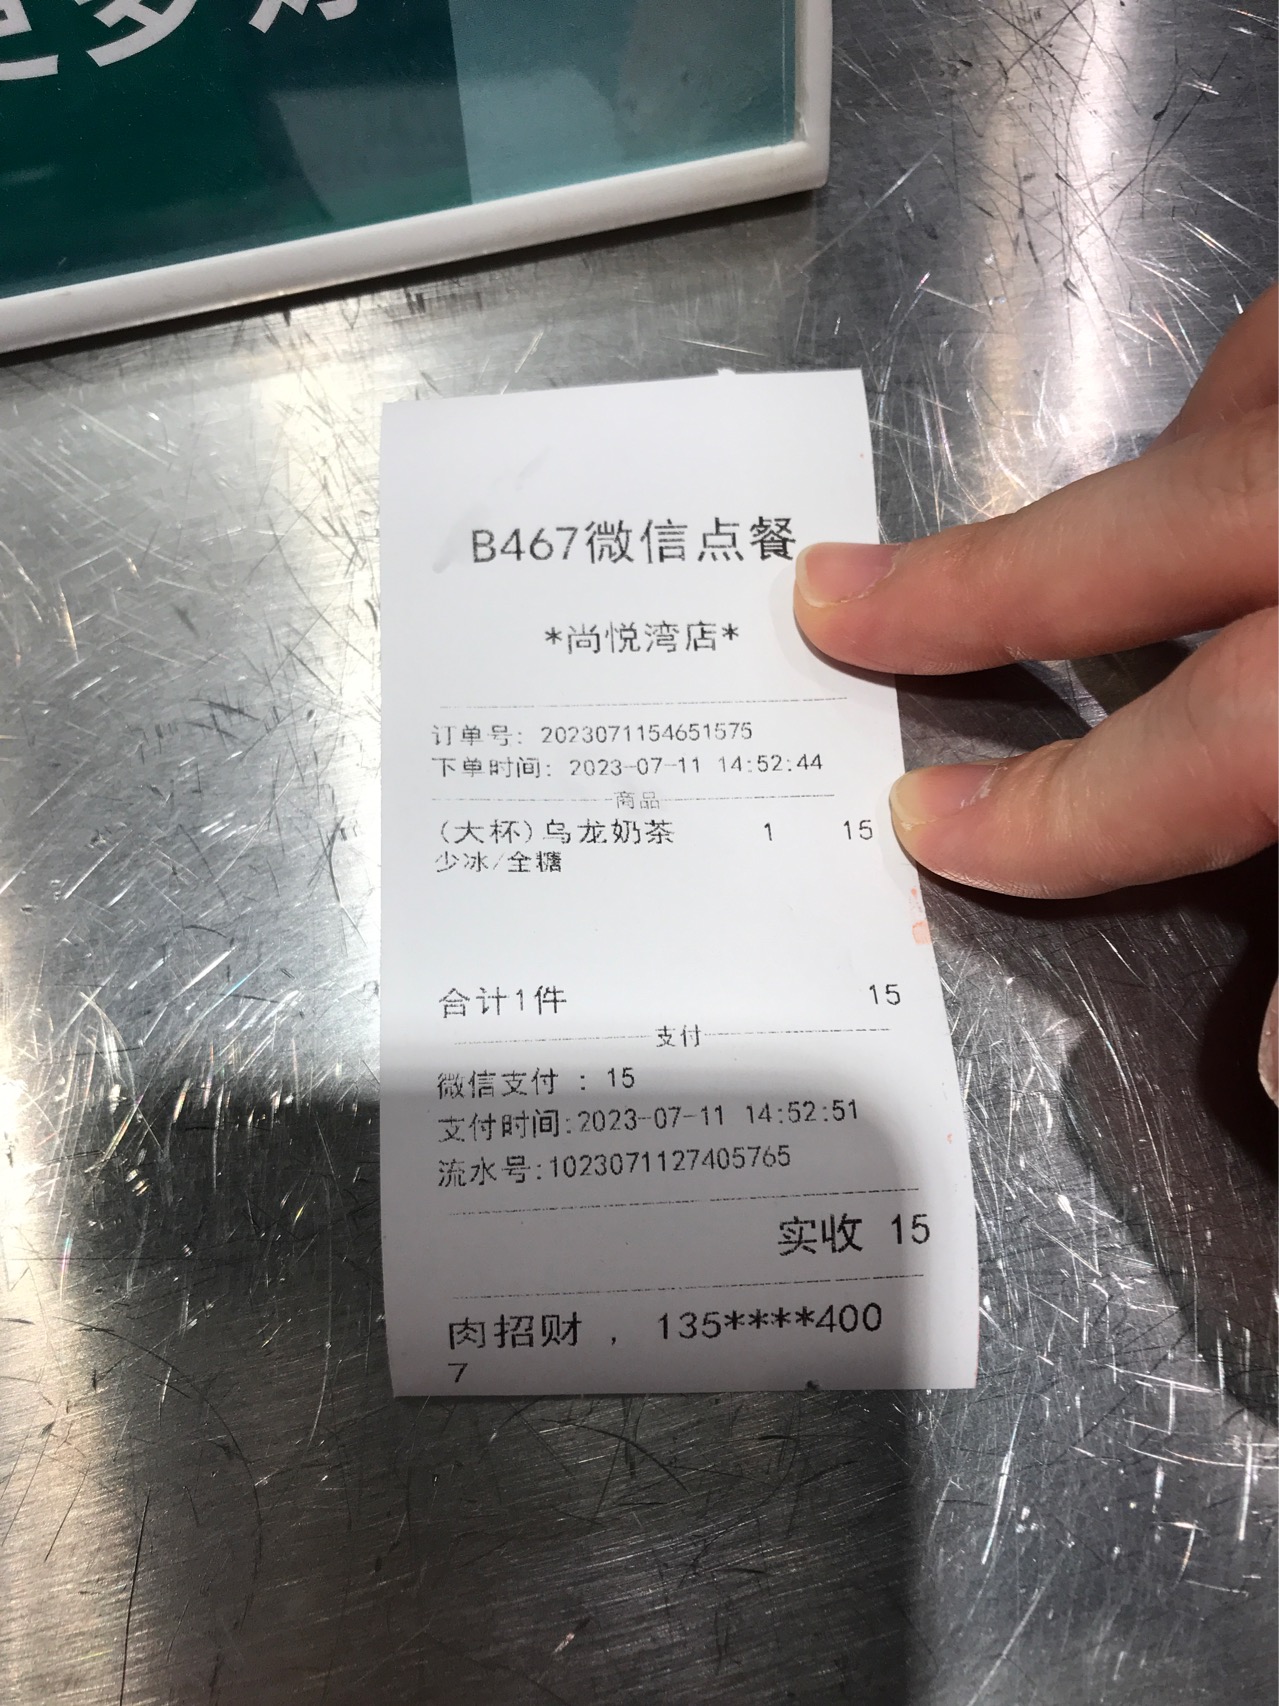 更多
B467微信点餐
*尚悦湾店*
订单号: 2023071154651575
下单时间: 2023-07-11 14:52:44
商品
(大杯)乌龙奶茶 1 15
少冰/全糖
合计1件 15
支付
微信支付 : 15
支付时间:2023-07-11 14:52:51
流水号:1023071127405765
实收 15
肉招财 , 135****400
7